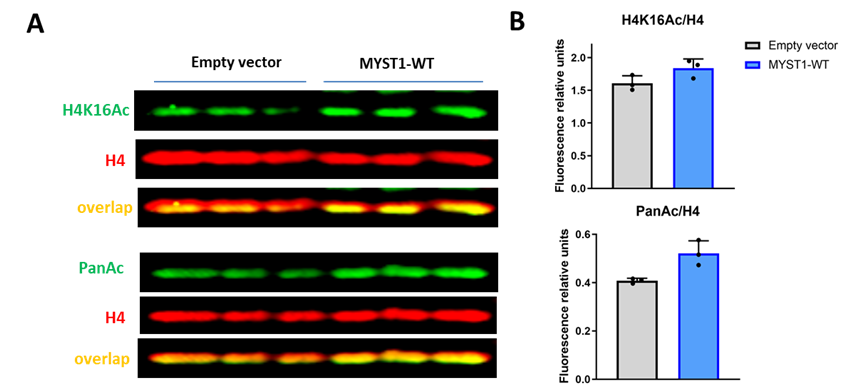 A
Empty vector
MYST1-WT
H4K16Ac
H4
overlap
PanAc
H4
overlap
B
H4K16Ac/H4
Fluorescence relative units
2.0
1.5
1.0
0.5
0.0
Empty vector
MYST1-WT
PanAc/H4
Fluorescence relative units
0.6
0.4
0.2
0.0